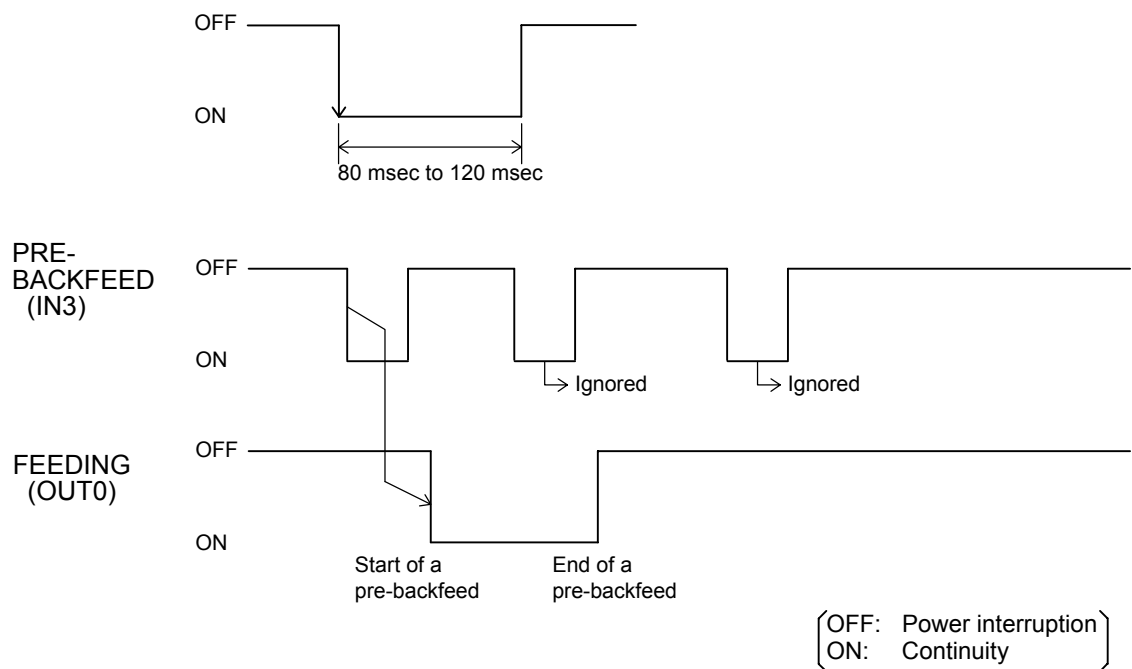 OFF
ON
80 msec to 120 msec
PRE-
BACKFEED
(IN3)
OFF
ON
Ignored
Ignored
FEEDING
(OUT0)
OFF
ON
Start of a
pre-backfeed
End of a
pre-backfeed
OFF: Power interruption
ON: Continuity